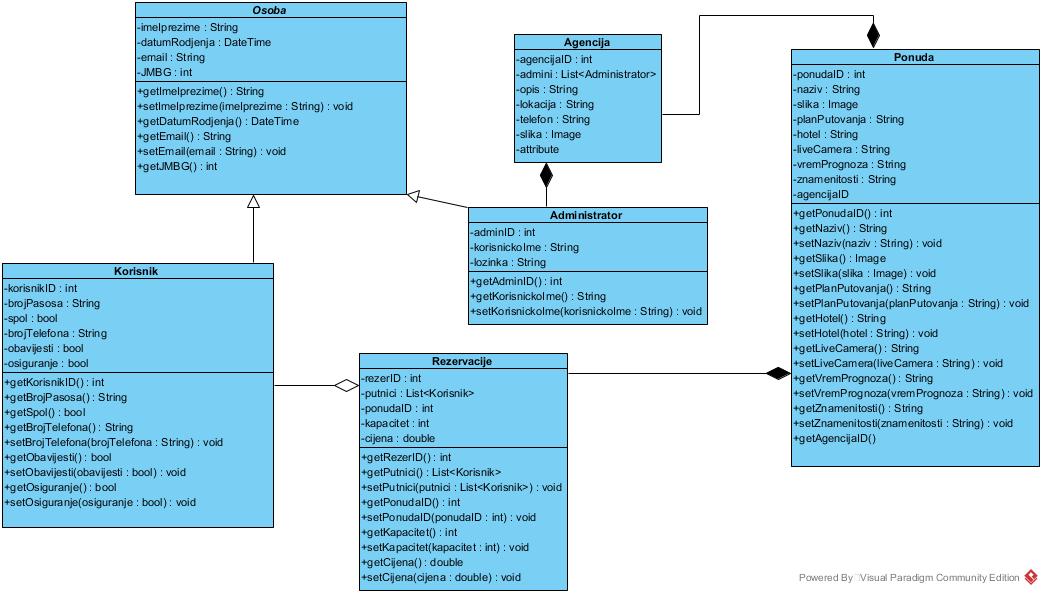 Osoba
-imeIprezime : String
-datumRodjenja : DateTime
-email : String
-JMBG : int
+getImeIprezime() : String
+setImeIprezime(imeIprezime : String) : void
+getDatumRodjenja() : DateTime
+getEmail() : String
+setEmail(email : String) : void
+getJMBG() : int
Agencija
-agencijaID : int
-admini : List<Administrator>
-opis : String
-lokacija : String
-telefon : String
-slika : Image
-attribute
Ponuda
-ponudaID : int
-naziv : String
-slika : Image
-planPutovanja : String
-hotel : String
-liveCamera : String
-vremPrognoza : String
-znamenitosti : String
-agencijaID
+getPonudaID() : int
+getNaziv() : String
+setNaziv(naziv : String) : void
+getSlika() : Image
+setSlika(slika : Image) : void
+getPlanPutovanja() : String
+setPlanPutovanja(planPutovanja : String) : void
+getHotel() : String
+setHotel(hotel : String) : void
+getLiveCamera() : String
+setLiveCamera(liveCamera : String) : void
+getVremPrognoza() : String
+setVremPrognoza(vremPrognoza : String) : void
+getZnamenitosti() : String
+setZnamenitosti(znamenitosti : String) : void
+getAgencijaID()
Administrator
-adminID : int
-korisnickoIme : String
-lozinka : String
+getAdminID() : int
+getKorisnickoIme() : String
+setKorisnickoIme(korisnickoIme : String) : void
Korisnik
-korisnikID : int
-brojPasosa : String
-spol : bool
-brojTelefona : String
-obavijesti : bool
-osiguranje : bool
+getKorisnikID() : int
+getBrojPasosa() : String
+getSpol() : bool
+getBrojTelefona() : String
+setBrojTelefona(brojTelefona : String) : void
+getObavijesti() : bool
+setObavijesti(obavijesti : bool) : void
+getOsiguranje() : bool
+setOsiguranje(osiguranje : bool) : void
Rezervacije
-rezerID : int
-putnici : List<Korisnik>
-ponudaID : int
-kapacitet : int
-cijena : double
+getRezerID() : int
+getPutnici() : List<Korisnik>
+setPutnici(putnici : List<Korisnik>) : void
+getPonudaID() : int
+setPonudaID(ponudaID : int) : void
+getKapacitet() : int
+setKapacitet(kapacitet : int) : void
+getCijena() : double
+setCijena(cijena : double) : void
Powered By Visual Paradigm Community Edition